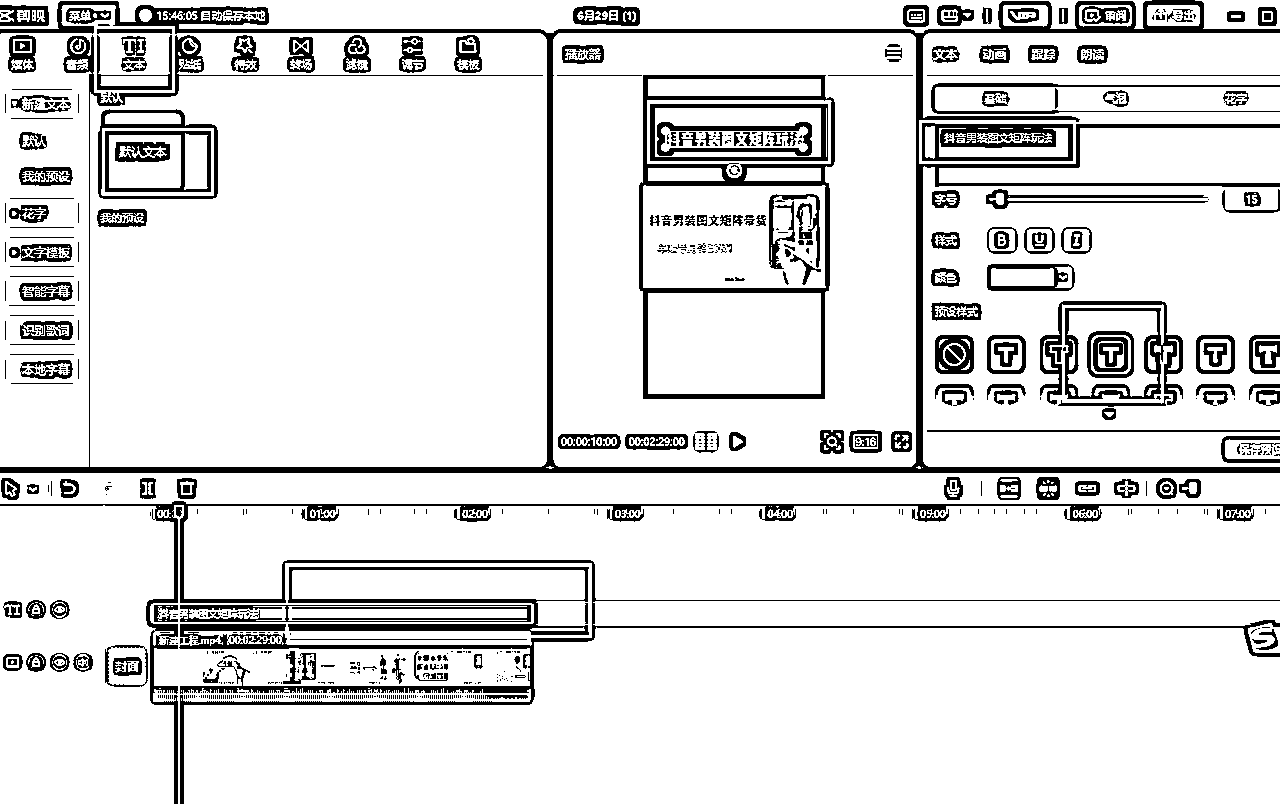 剪映 菜单 15:46:05 自动保存本地 6月29日 (1) VIP 审阅 导出
媒体 音频 文本 贴纸 特效 转场 滤镜 调节 模板
新建文本
默认
我的预设
花字
文字模板
智能字幕
识别歌词
本地字幕
默认
默认文本
我的预设
播放器
抖音男装图文矩阵玩法
抖音男装图文矩阵带货
00:00:10:00 00:02:29:00 9:16
文本 动画 跟踪 朗读
基础 气泡 花字
抖音男装图文矩阵玩法
字号 15
样式 B U I
颜色
预设样式
保存预设
00:00 01:00 02:00 03:00 04:00 05:00 06:00 07:00
抖音男装图文矩阵玩法
新建工程.mp4 00:02:29:00
封面